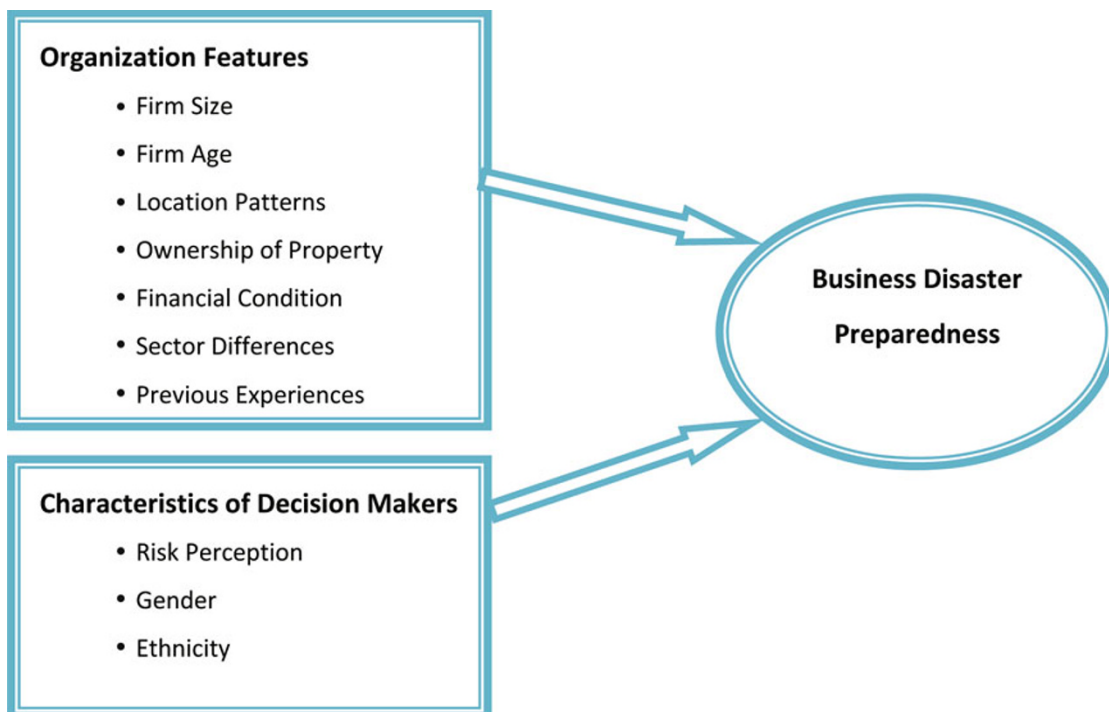 Organization Features
• Firm Size
• Firm Age
• Location Patterns
• Ownership of Property
• Financial Condition
• Sector Differences
• Previous Experiences
Business Disaster
Preparedness
Characteristics of Decision Makers
• Risk Perception
• Gender
• Ethnicity